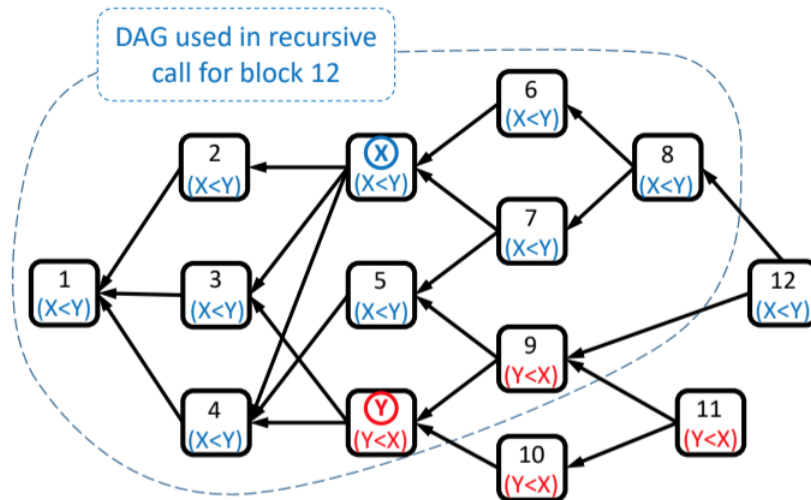 DAG used in recursive
call for block 12
6
(X<Y)
2
(X<Y)
X
(X<Y)
8
(X<Y)
7
(X<Y)
1
(X<Y)
3
(X<Y)
5
(X<Y)
12
(X<Y)
9
(Y<X)
4
(X<Y)
Y
(Y<X)
11
(Y<X)
10
(Y<X)